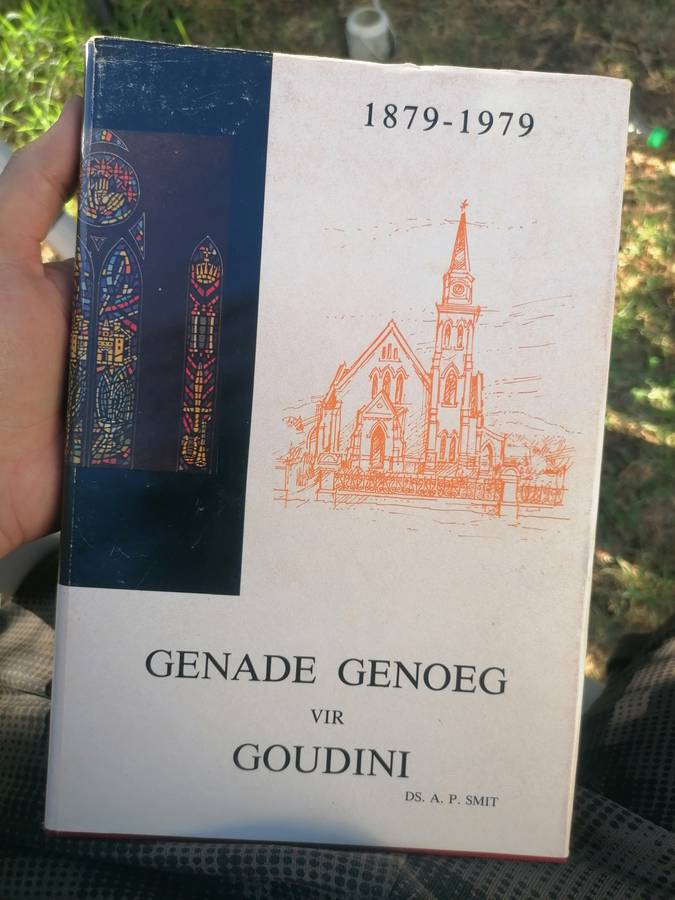 1879-1979
GENADE GENOEG
VIR
GOUDINI
DS. A. P. SMIT